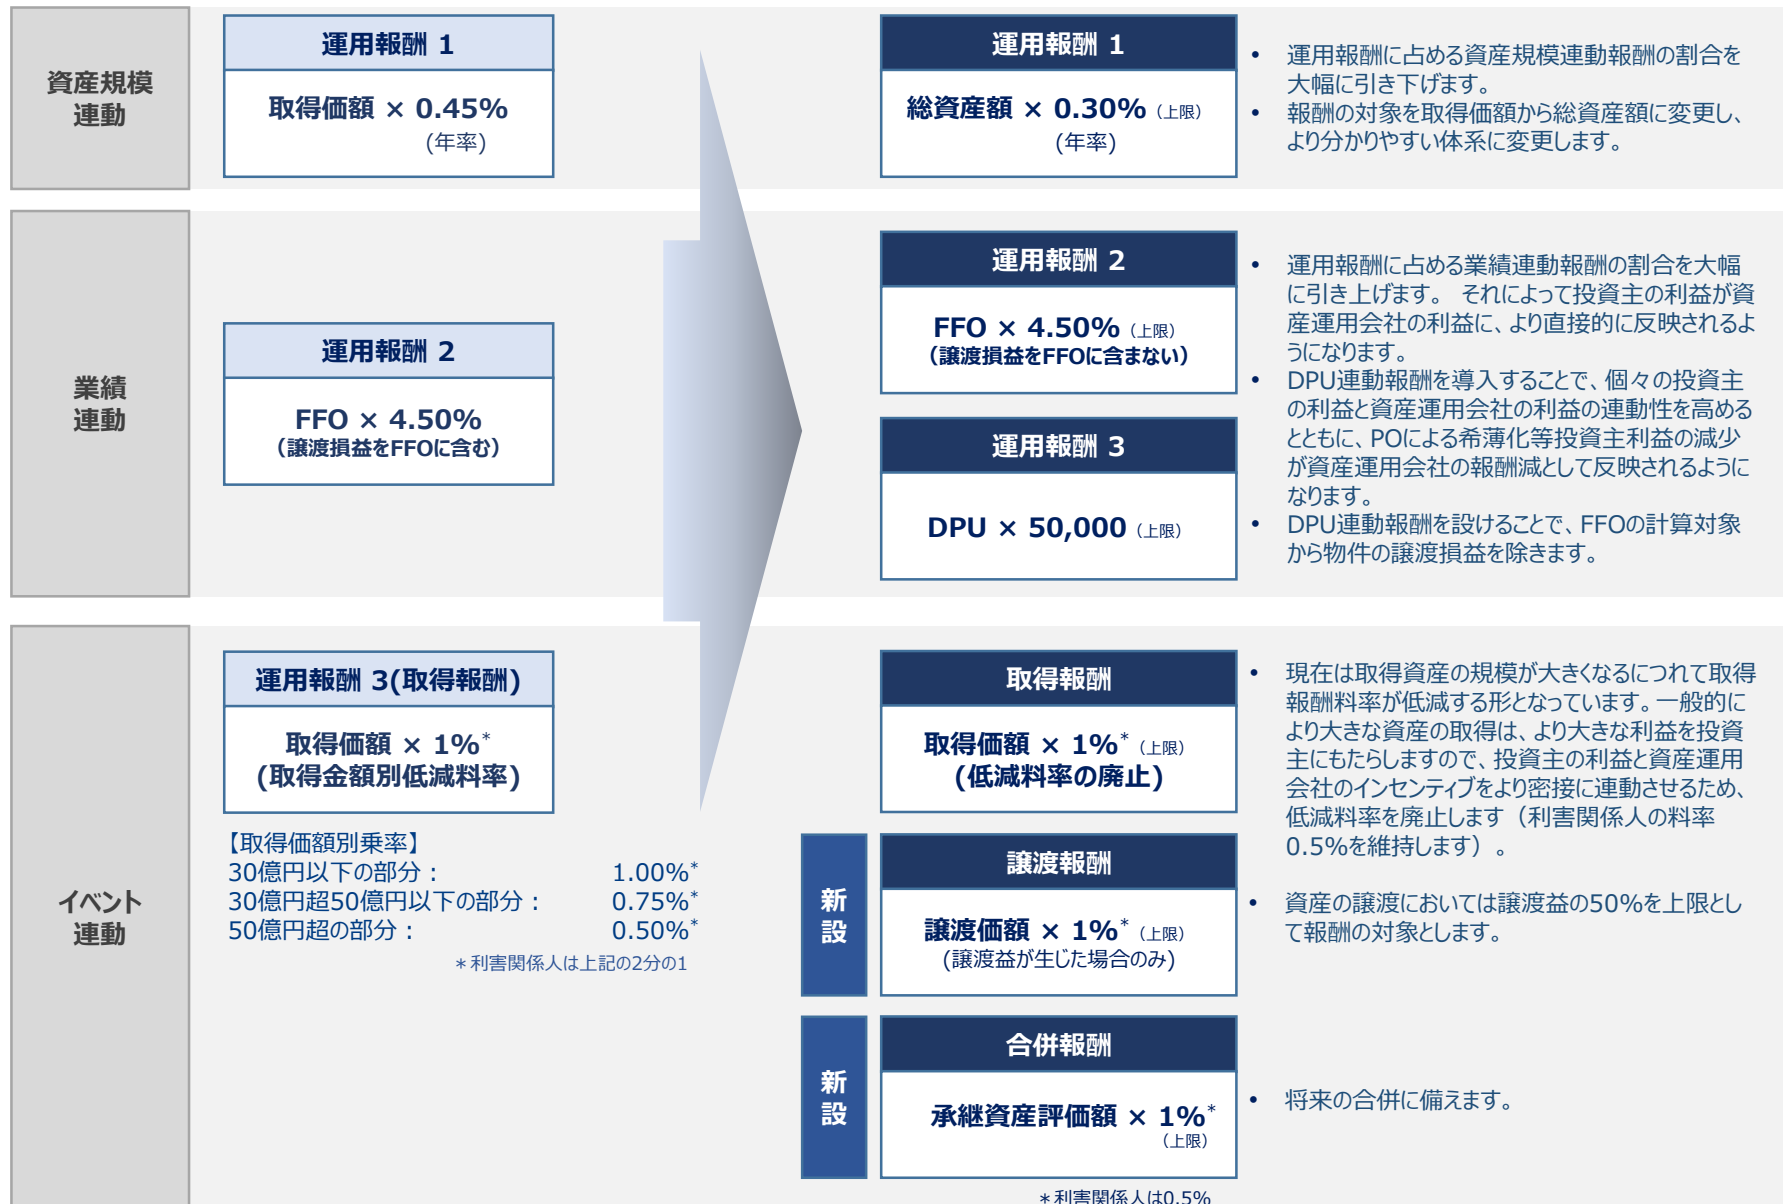 資産規模
連動
運用報酬 1
取得価額 × 0.45%
(年率)
運用報酬 1
総資産額 × 0.30% (上限)
(年率)
• 運用報酬に占める資産規模連動報酬の割合を
大幅に引き下げます。
• 報酬の対象を取得価額から総資産額に変更し、
より分かりやすい体系に変更します。
業績
連動
運用報酬 2
FFO × 4.50%
(譲渡損益をFFOに含む)
運用報酬 2
FFO × 4.50% (上限)
(譲渡損益をFFOに含まない)
運用報酬 3
DPU × 50,000 (上限)
• 運用報酬に占める業績連動報酬の割合を大幅
に引き上げます。 それによって投資主の利益が資
産運用会社の利益に、より直接的に反映されるよ
うになります。
• DPU連動報酬を導入することで、個々の投資主
の利益と資産運用会社の利益の連動性を高める
とともに、POによる希薄化等投資主利益の減少
が資産運用会社の報酬減として反映されるように
なります。
• DPU連動報酬を設けることで、FFOの計算対象
から物件の譲渡損益を除きます。
イベント
連動
運用報酬 3(取得報酬)
取得価額 × 1%*
(取得金額別低減料率)
【取得価額別乗率】
30億円以下の部分： 1.00%*
30億円超50億円以下の部分： 0.75%*
50億円超の部分： 0.50%*
＊利害関係人は上記の2分の1
取得報酬
取得価額 × 1%* (上限)
(低減料率の廃止)
新
設
譲渡報酬
譲渡価額 × 1%* (上限)
(譲渡益が生じた場合のみ)
新
設
合併報酬
承継資産評価額 × 1%*
(上限)
＊利害関係人は0.5%
• 現在は取得資産の規模が大きくなるにつれて取得
報酬料率が低減する形となっています。一般的に
より大きな資産の取得は、より大きな利益を投資
主にもたらしますので、投資主の利益と資産運用
会社のインセンティブをより密接に連動させるため、
低減料率を廃止します（利害関係人の料率
0.5%を維持します）。
• 資産の譲渡においては譲渡益の50%を上限とし
て報酬の対象とします。
• 将来の合併に備えます。